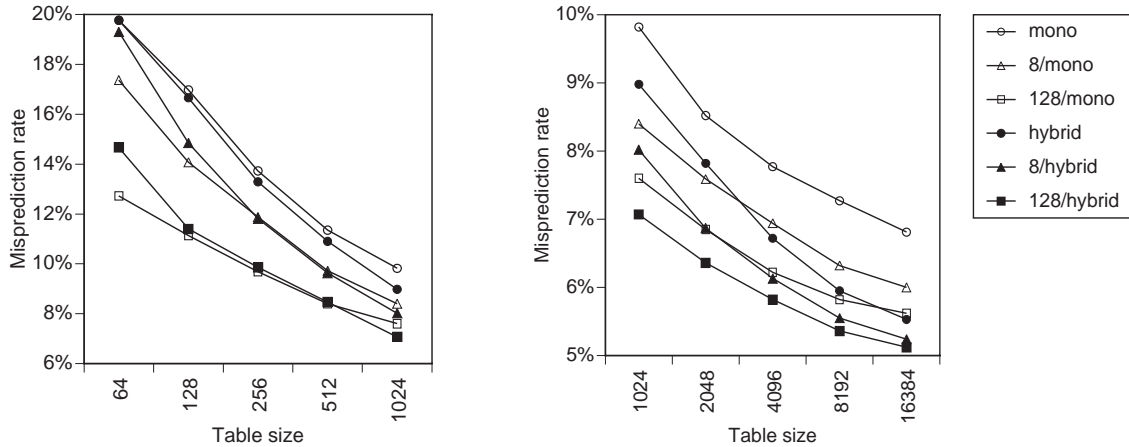 20%
18%
16%
14%
12%
10%
8%
6%
Misprediction rate
64
128
256
512
1024
Table size
10%
9%
8%
7%
6%
5%
Misprediction rate
1024
2048
4096
8192
16384
Table size
mono
8/mono
128/mono
hybrid
8/hybrid
128/hybrid